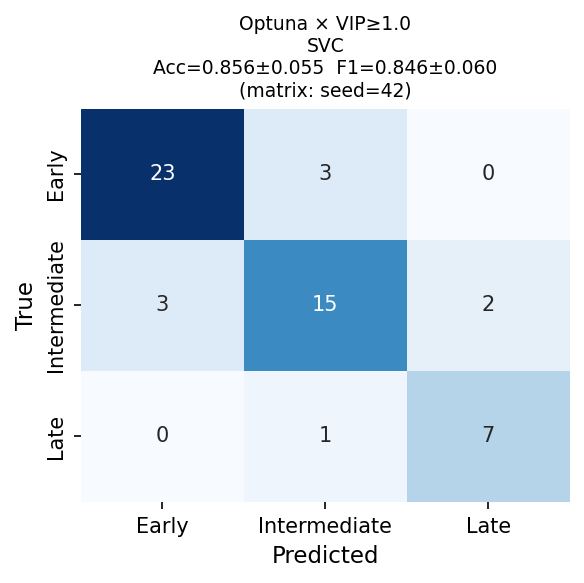 Optuna × VIP≥1.0
SVC
Acc=0.856±0.055  F1=0.846±0.060
(matrix: seed=42)
True
Early
23 3 0
Intermediate
3 15 2
Late
0 1 7
Early Intermediate Late
Predicted